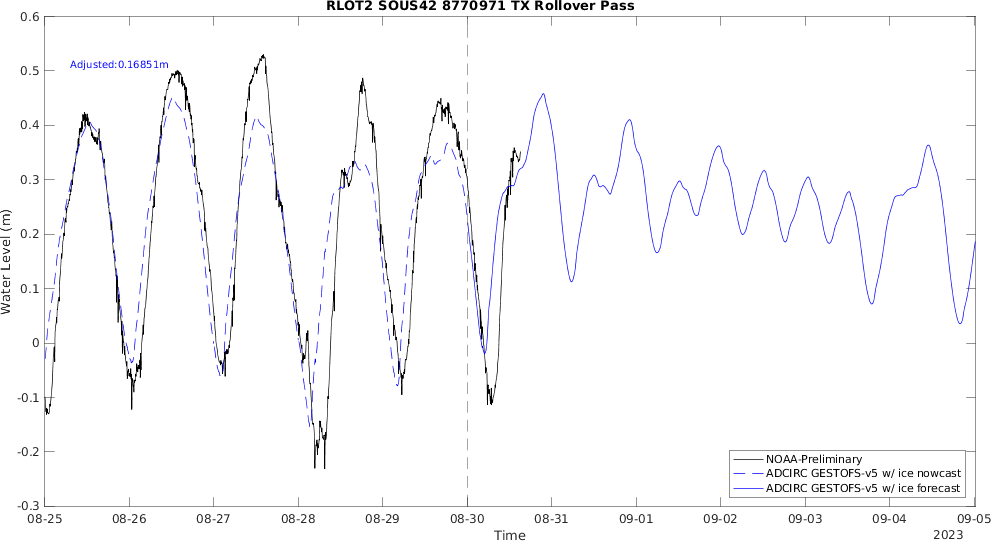 RLOT2 SOUS42 8770971 TX Rollover Pass
0.6
0.5
0.4
0.3
0.2
0.1
0
-0.1
-0.2
-0.3
Water Level (m)
Adjusted:0.16851m
NOAA-Preliminary
ADCIRC GESTOFS-v5 w/ ice nowcast
ADCIRC GESTOFS-v5 w/ ice forecast
08-25 08-26 08-27 08-28 08-29 08-30 08-31 09-01 09-02 09-03 09-04 09-05
Time
2023